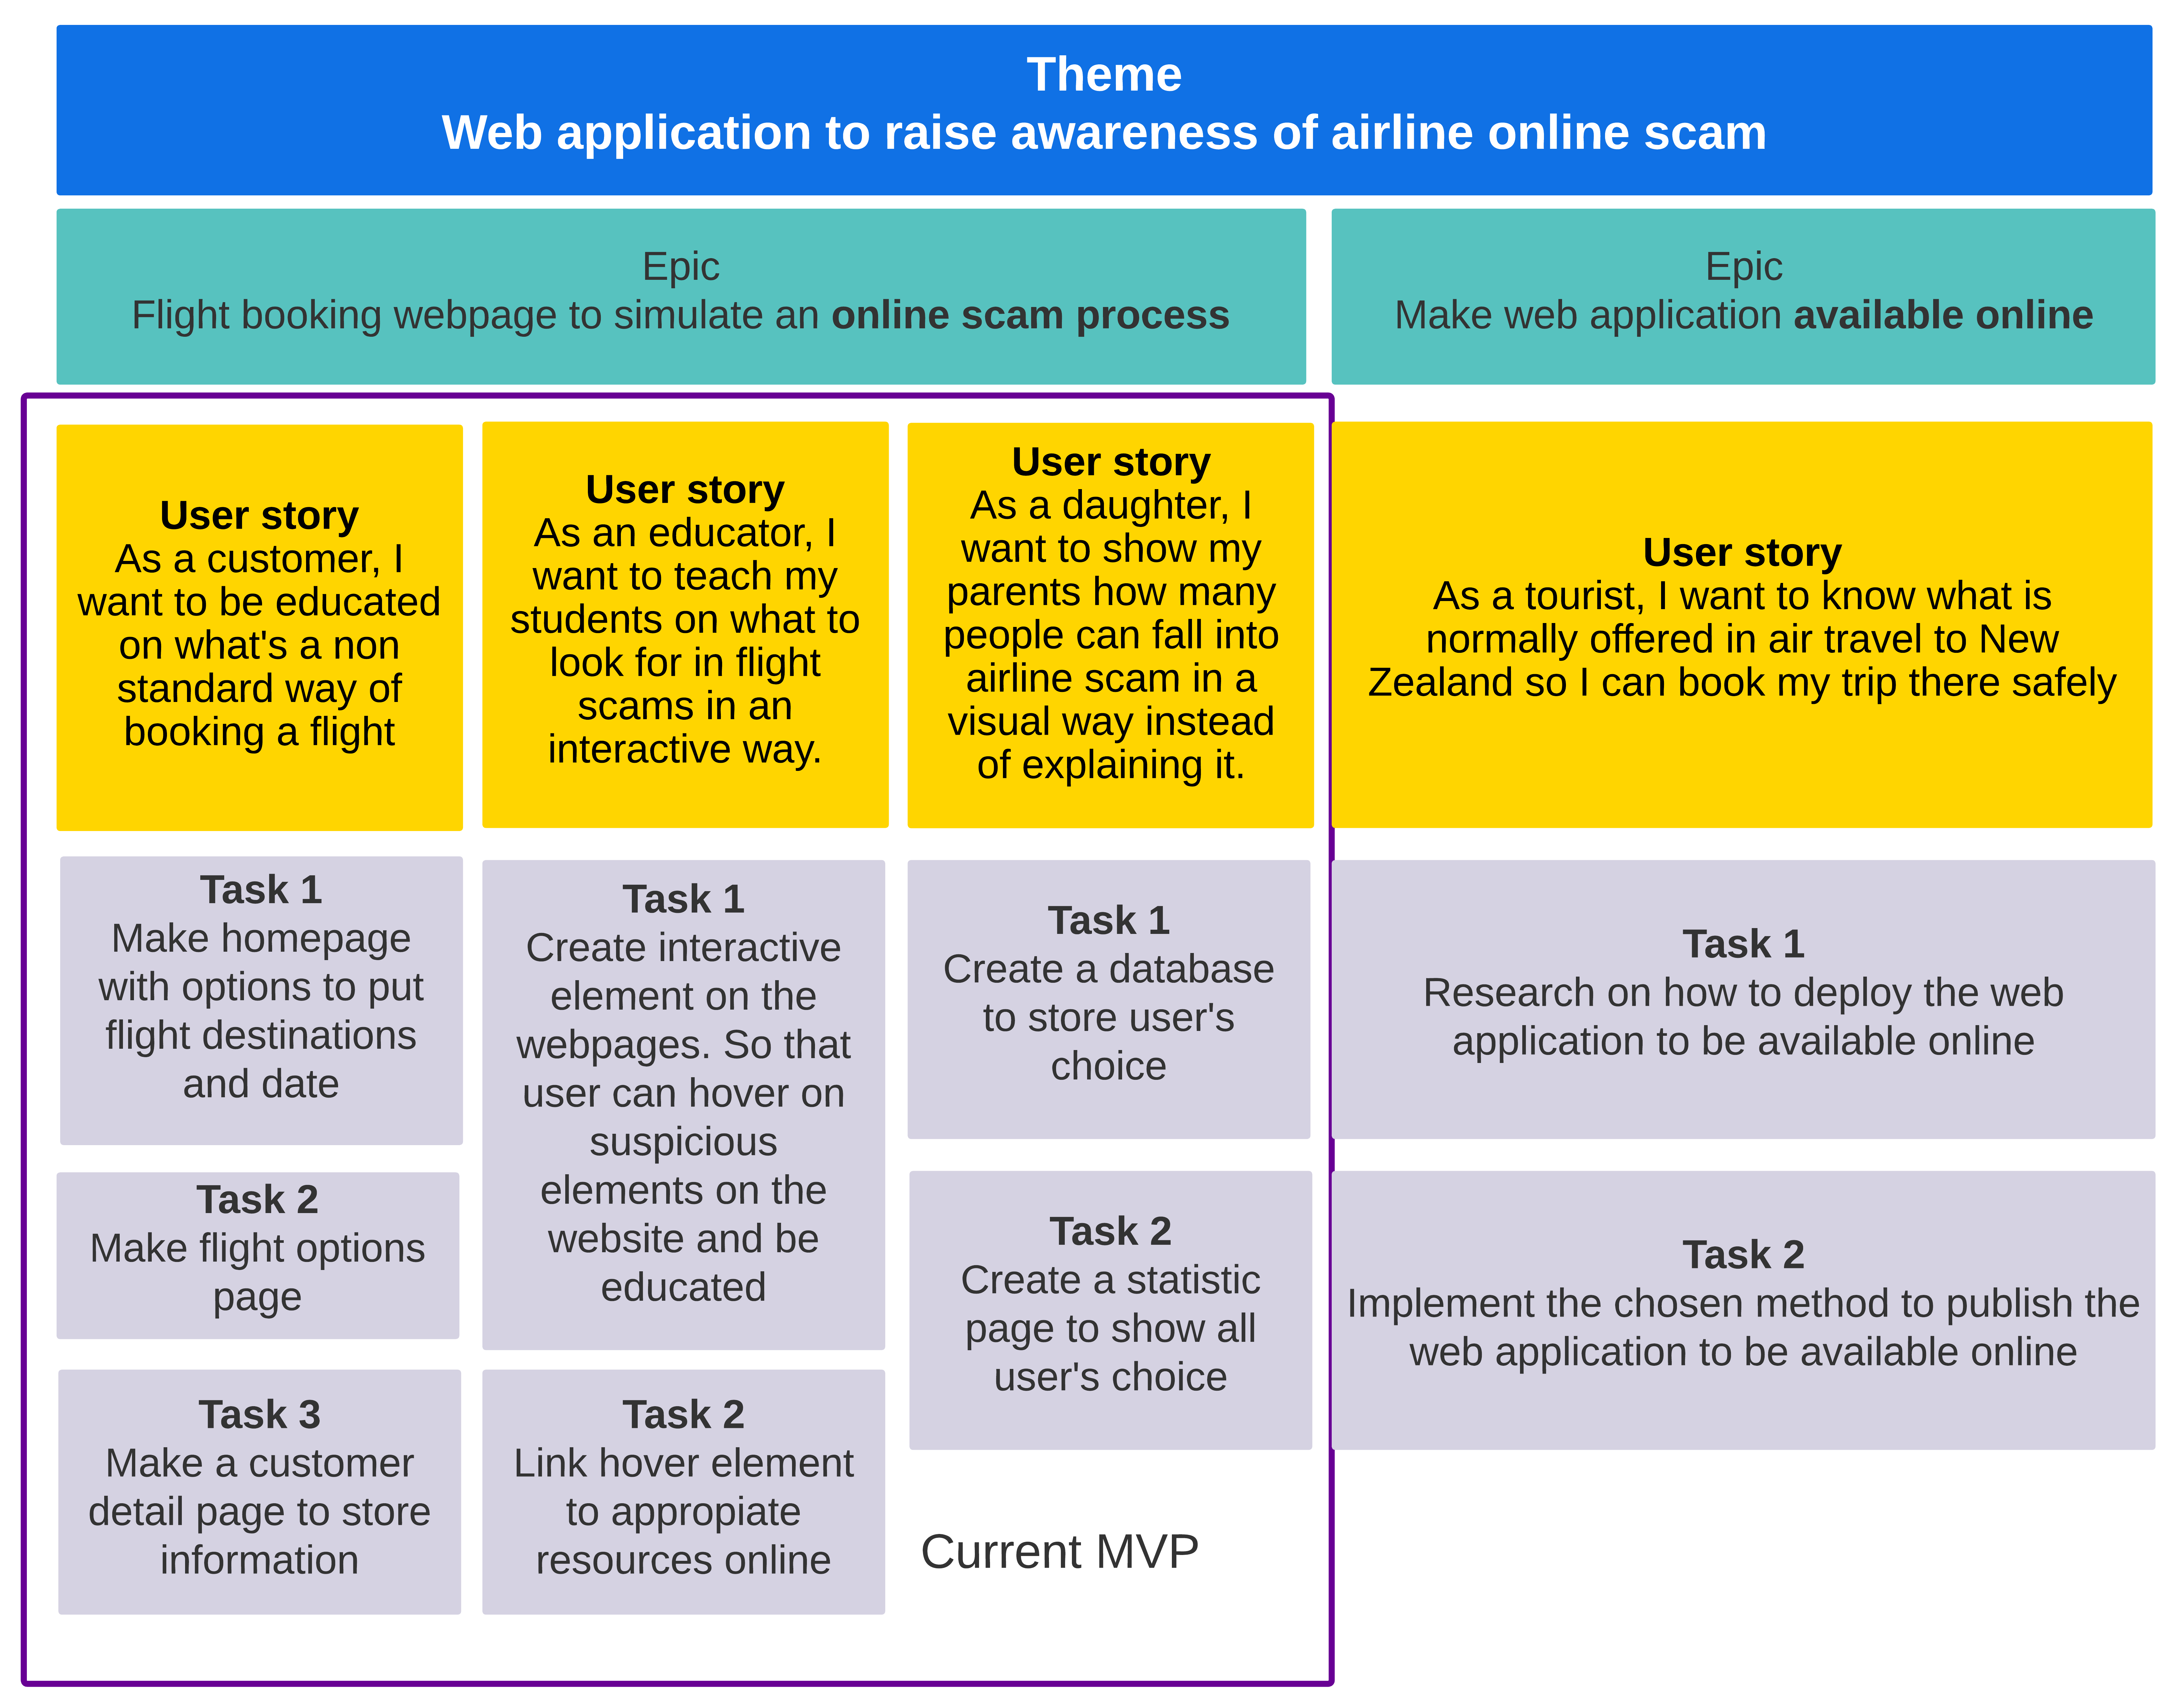 Theme
Web application to raise awareness of airline online scam
Epic
Flight booking webpage to simulate an online scam process
Epic
Make web application available online
User story
As a customer, I
want to be educated
on what's a non
standard way of
booking a flight
User story
As an educator, I
want to teach my
students on what to
look for in flight
scams in an
interactive way.
User story
As a daughter, I
want to show my
parents how many
people can fall into
airline scam in a
visual way instead
of explaining it.
User story
As a tourist, I want to know what is
normally offered in air travel to New
Zealand so I can book my trip there safely
Task 1
Make homepage
with options to put
flight destinations
and date
Task 2
Make flight options
page
Task 3
Make a customer
detail page to store
information
Task 1
Create interactive
element on the
webpages. So that
user can hover on
suspicious
elements on the
website and be
educated
Task 2
Link hover element
to appropiate
resources online
Task 1
Create a database
to store user's
choice
Task 2
Create a statistic
page to show all
user's choice
Current MVP
Task 1
Research on how to deploy the web
application to be available online
Task 2
Implement the chosen method to publish the
web application to be available online